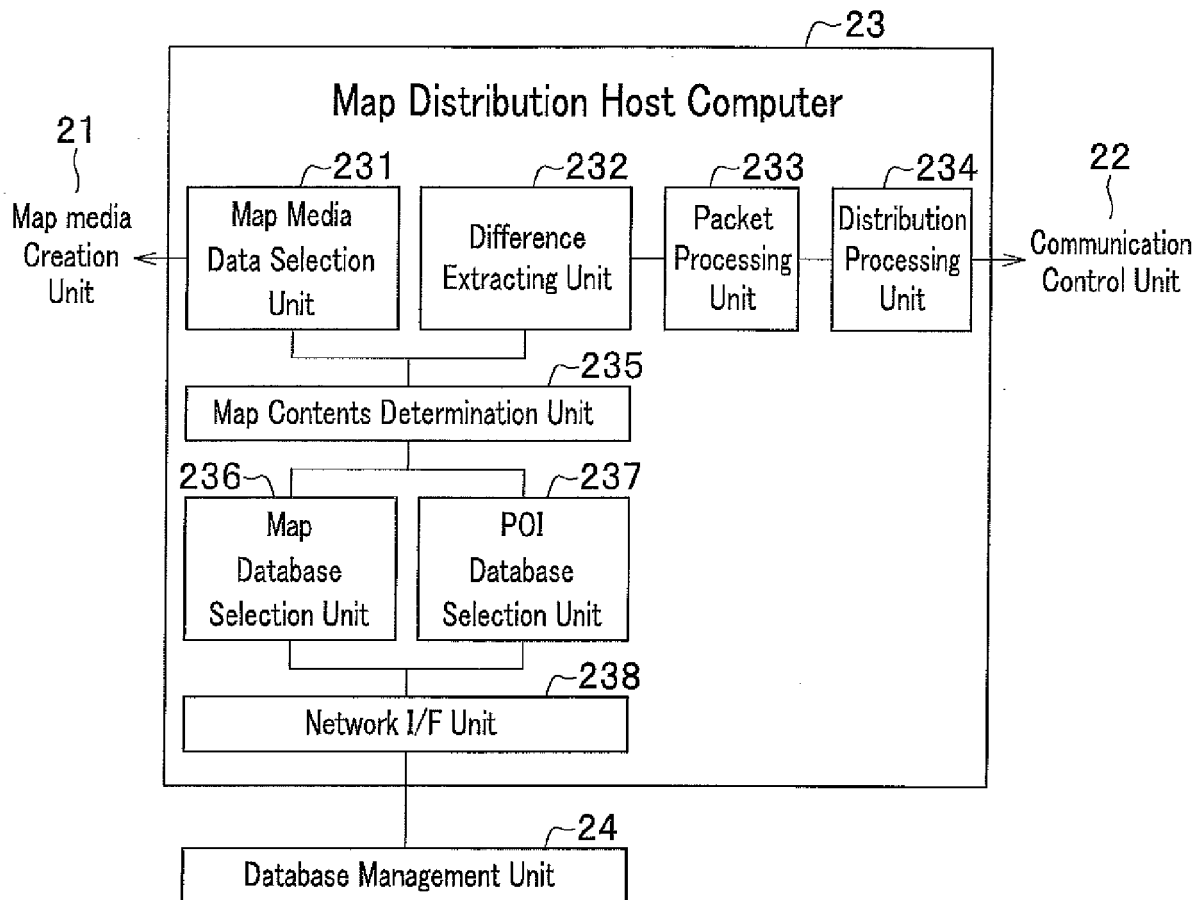 23
Map Distribution Host Computer
21
Map media
Creation
Unit
231
Map Media
Data Selection
Unit
232
Difference
Extracting Unit
233
Packet
Processing
Unit
234
Distribution
Processing
Unit
22
Communication
Control Unit
235
Map Contents Determination Unit
236
Map
Database
Selection Unit
237
POI
Database
Selection Unit
238
Network I/F Unit
24
Database Management Unit